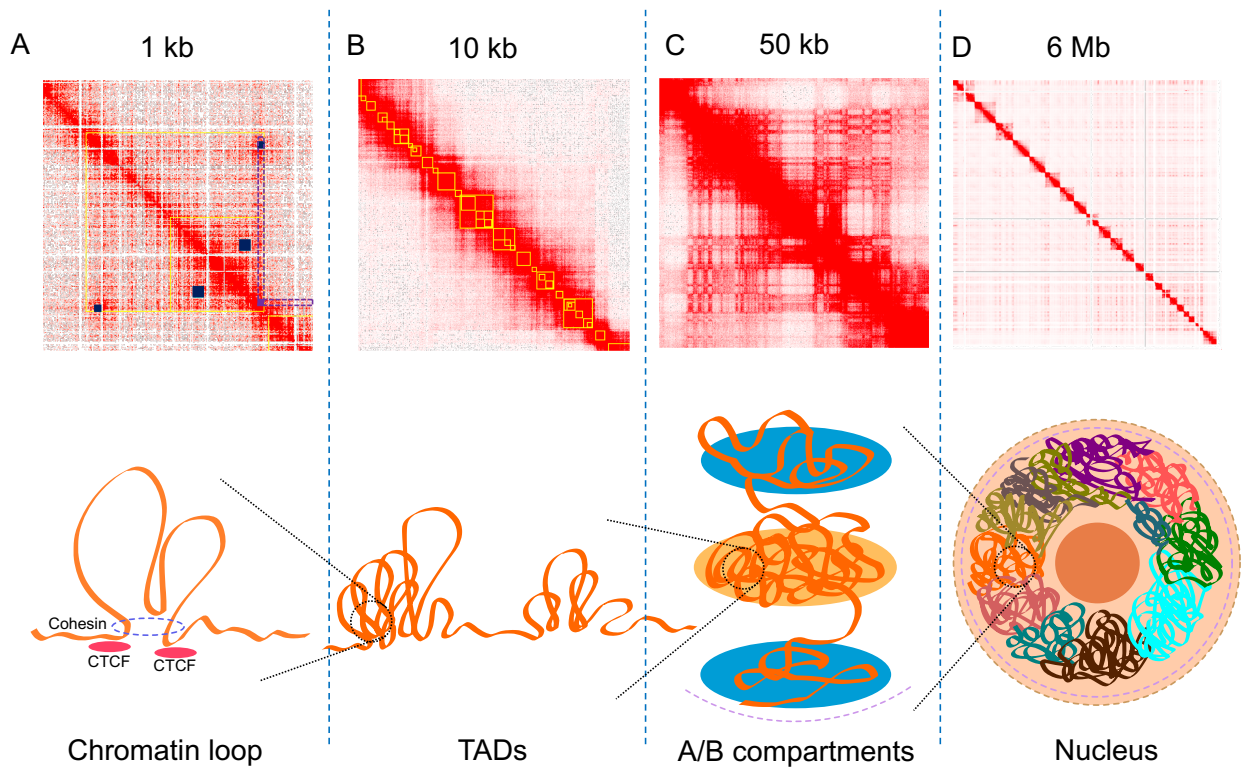 A
1 kb
B
10 kb
C
50 kb
D
6 Mb
Cohesin
CTCF
CTCF
Chromatin loop
TADs
A/B compartments
Nucleus